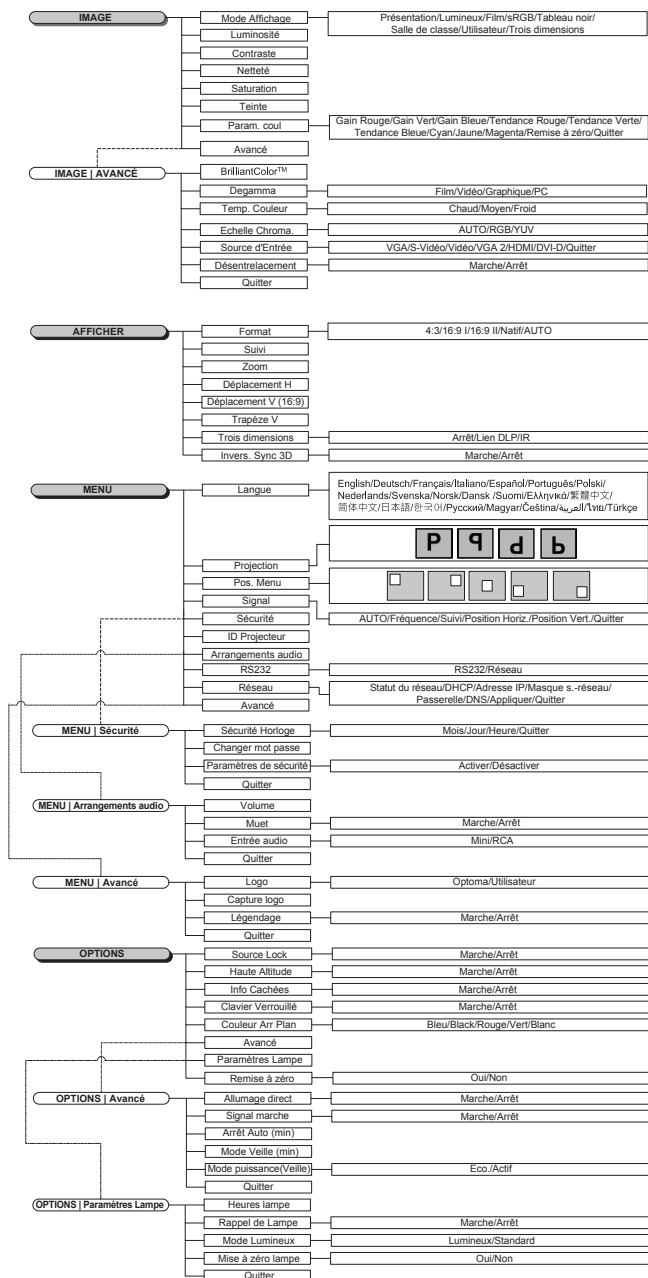 IMAGE
Mode Affichage
Présentation/Lumineux/Film/sRGB/Tableau noir/
Salle de classe/Utilisateur/Trois dimensions
Luminosité
Contraste
Netteté
Saturation
Teinte
Param. coul
Gain Rouge/Gain Vert/Gain Bleue/Tendance Rouge/Tendance Verte/
Tendance Bleue/Cyan/Jaune/Magenta/Remise à zéro/Quitter
Avancé
IMAGE | AVANCÉ
BrilliantColor™
Degamma
Film/Vidéo/Graphique/PC
Temp. Couleur
Chaud/Moyen/Froid
Echelle Chroma.
AUTO/RGB/YUV
Source d'Entrée
VGA/S-Vidéo/Vidéo/VGA 2/HDMI/DVI-D/Quitter
Désentrelacement
Marche/Arrêt
Quitter
AFFICHER
Format
4:3/16:9 I/16:9 II/Natif/AUTO
Suivi
Zoom
Déplacement H
Déplacement V (16:9)
Trapèze V
Trois dimensions
Arrêt/Lien DLP/IR
Invers. Sync 3D
Marche/Arrêt
MENU
Langue
English/Deutsch/Français/Italiano/Español/Português/Polski/
Nederlands/Svenska/Norsk/Dansk /Suomi/Ελληνικά/繁體中文/
简体中文/日本語/한국어/Русский/Magyar/Čeština/العربية/ไทย/Türkçe
Projection
P P P P
Pos. Menu
Signal
AUTO/Fréquence/Suivi/Position Horiz./Position Vert./Quitter
Sécurité
ID Projecteur
Arrangements audio
RS232
RS232/Réseau
Réseau
Statut du réseau/DHCP/Adresse IP/Masque s.-réseau/
Passerelle/DNS/Appliquer/Quitter
Avancé
MENU | Sécurité
Sécurité Horloge
Mois/Jour/Heure/Quitter
Changer mot passe
Paramètres de sécurité
Activer/Désactiver
Quitter
MENU | Arrangements audio
Volume
Muet
Marche/Arrêt
Entrée audio
Mini/RCA
Quitter
MENU | Avancé
Logo
Optoma/Utilisateur
Capture logo
Légendage
Marche/Arrêt
Quitter
OPTIONS
Source Lock
Marche/Arrêt
Haute Altitude
Marche/Arrêt
Info Cachées
Marche/Arrêt
Clavier Verrouillé
Marche/Arrêt
Couleur Arr Plan
Bleu/Black/Rouge/Vert/Blanc
Avancé
Paramètres Lampe
Remise à zéro
Oui/Non
OPTIONS | Avancé
Allumage direct
Marche/Arrêt
Signal marche
Marche/Arrêt
Arrêt Auto (min)
Mode Veille (min)
Mode puissance(Veille)
Eco./Actif
Quitter
OPTIONS | Paramètres Lampe
Heures lampe
Rappel de Lampe
Marche/Arrêt
Mode Lumineux
Lumineux/Standard
Mise à zéro lampe
Oui/Non
Quitter